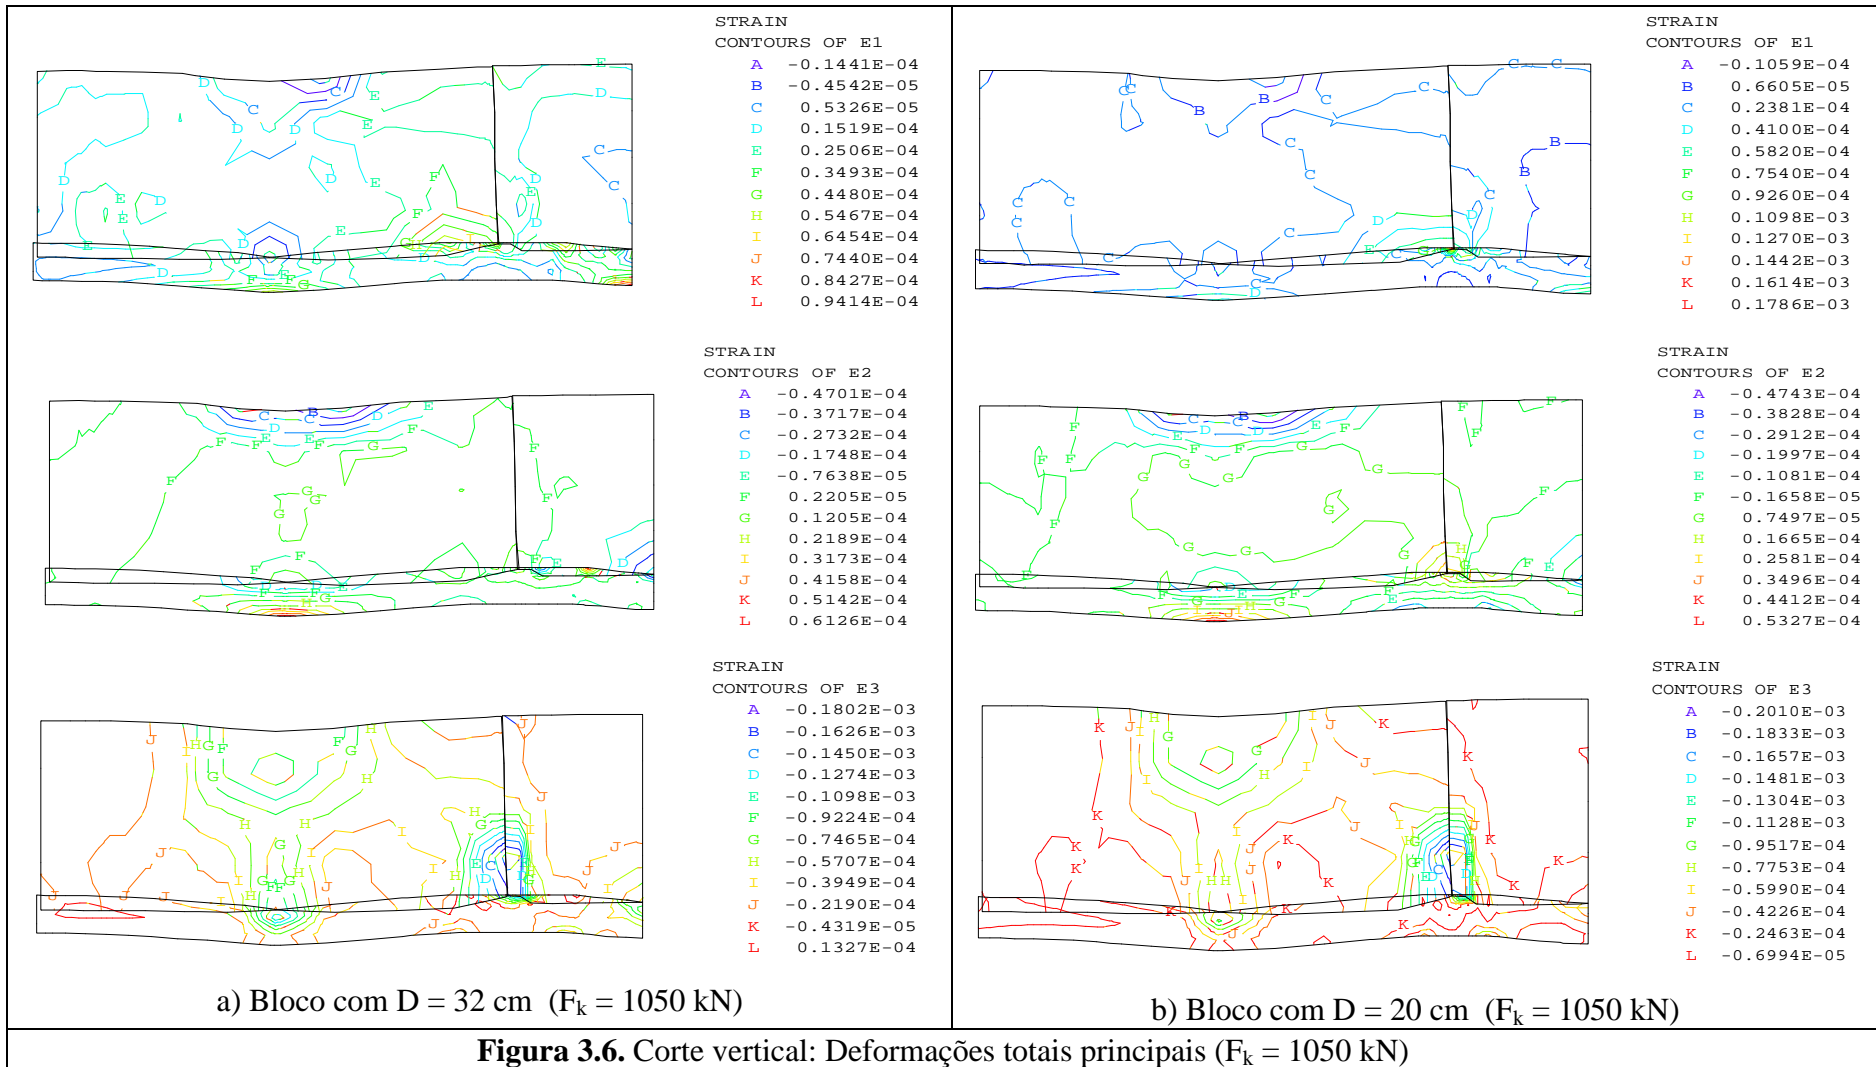 STRAIN
CONTOURS OF E1
A -0.1441E-04
B -0.4542E-05
C 0.5326E-05
D 0.1519E-04
E 0.2506E-04
F 0.3493E-04
G 0.4480E-04
H 0.5467E-04
I 0.6454E-04
J 0.7440E-04
K 0.8427E-04
L 0.9414E-04
STRAIN
CONTOURS OF E2
A -0.4701E-04
B -0.3717E-04
C -0.2732E-04
D -0.1748E-04
E -0.7638E-05
F 0.2205E-05
G 0.1205E-04
H 0.2189E-04
I 0.3173E-04
J 0.4158E-04
K 0.5142E-04
L 0.6126E-04
STRAIN
CONTOURS OF E3
A -0.1802E-03
B -0.1626E-03
C -0.1450E-03
D -0.1274E-03
E -0.1098E-03
F -0.9224E-04
G -0.7465E-04
H -0.5707E-04
I -0.3949E-04
J -0.2190E-04
K -0.4319E-05
L 0.1327E-04
a) Bloco com D = 32 cm (Fk = 1050 kN)
STRAIN
CONTOURS OF E1
A -0.1059E-04
B 0.6605E-05
C 0.2381E-04
D 0.4100E-04
E 0.5820E-04
F 0.7540E-04
G 0.9260E-04
H 0.1098E-03
I 0.1270E-03
J 0.1442E-03
K 0.1614E-03
L 0.1786E-03
STRAIN
CONTOURS OF E2
A -0.4743E-04
B -0.3828E-04
C -0.2912E-04
D -0.1997E-04
E -0.1081E-04
F -0.1658E-05
G 0.7497E-05
H 0.1665E-04
I 0.2581E-04
J 0.3496E-04
K 0.4412E-04
L 0.5327E-04
STRAIN
CONTOURS OF E3
A -0.2010E-03
B -0.1833E-03
C -0.1657E-03
D -0.1481E-03
E -0.1304E-03
F -0.1128E-03
G -0.9517E-04
H -0.7753E-04
I -0.5990E-04
J -0.4226E-04
K -0.2463E-04
L -0.6994E-05
b) Bloco com D = 20 cm (Fk = 1050 kN)
Figura 3.6. Corte vertical: Deformações totais principais (Fk = 1050 kN)